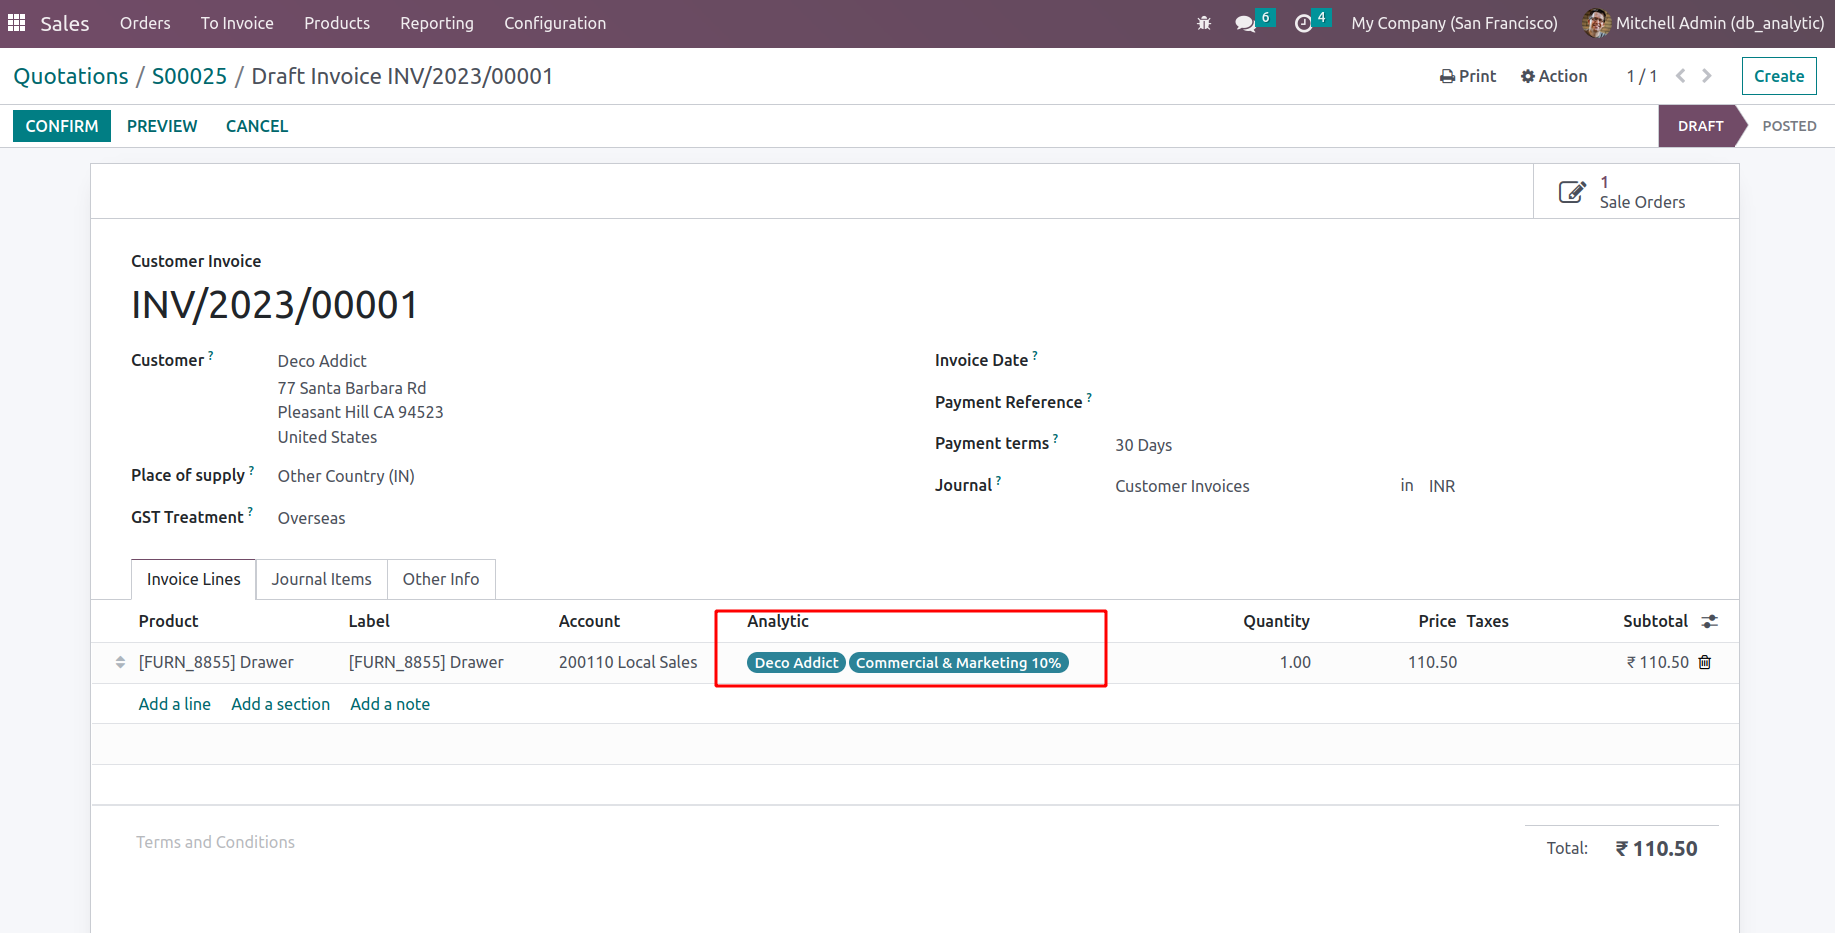 Sales Orders To Invoice Products Reporting Configuration 6 4 My Company (San Francisco) Mitchell Admin (db_analytic)
Quotations / S00025 / Draft Invoice INV/2023/00001 Print Action 1 / 1 Create
CONFIRM PREVIEW CANCEL DRAFT POSTED
1
Sale Orders
Customer Invoice
INV/2023/00001
Customer ? Deco Addict Invoice Date ?
77 Santa Barbara Rd
Payment Reference ?
Pleasant Hill CA 94523
United States
Payment terms ? 30 Days
Place of supply ? Other Country (IN)
Journal ? Customer Invoices in INR
GST Treatment ? Overseas
Invoice Lines Journal Items Other Info
Product Label Account Analytic Quantity Price Taxes Subtotal
[FURN_8855] Drawer [FURN_8855] Drawer 200110 Local Sales Deco Addict Commercial & Marketing 10% 1.00 110.50 ₹ 110.50
Add a line Add a section Add a note
Terms and Conditions
Total: ₹ 110.50